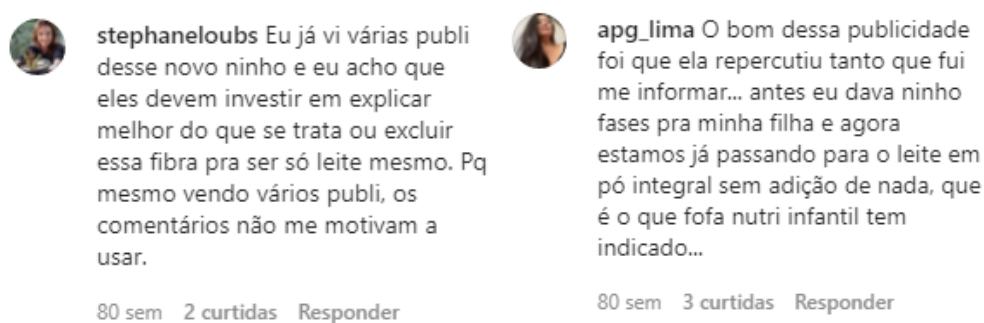 stephaneloubs Eu já vi várias publi
desse novo ninho e eu acho que
eles devem investir em explicar
melhor do que se trata ou excluir
essa fibra pra ser só leite mesmo. Pq
mesmo vendo vários publi, os
comentários não me motivam a
usar.
80 sem 2 curtidas Responder
apg_lima O bom dessa publicidade
foi que ela repercutiu tanto que fui
me informar... antes eu dava ninho
fases pra minha filha e agora
estamos já passando para o leite em
pó integral sem adição de nada, que
é o que fofa nutri infantil tem
indicado...
80 sem 3 curtidas Responder